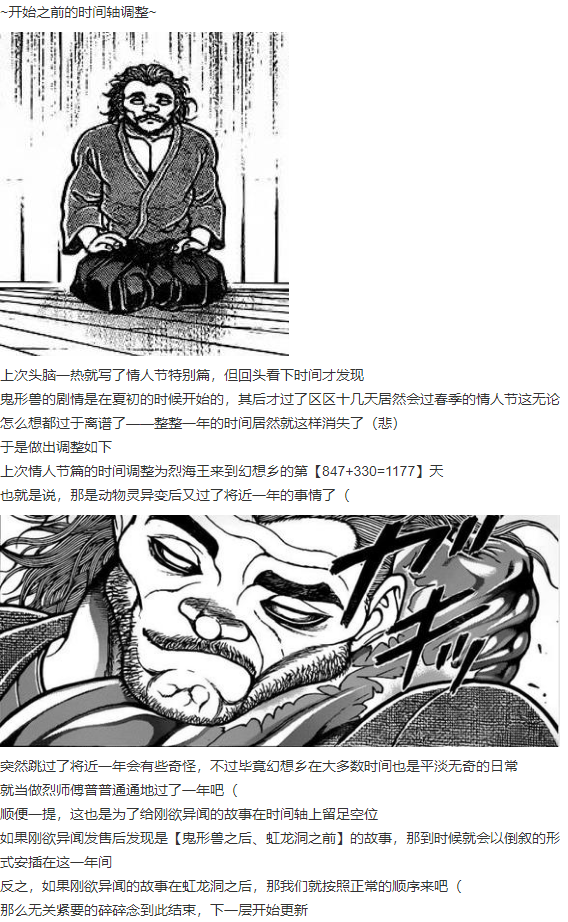 ~开始之前的时间轴调整~
上次头脑一热就写了情人节特别篇，但回头看下时间才发现
鬼形兽的剧情是在夏初的时候开始的，其后才过了区区十几天居然会过春季的情人节这无论
怎么想都过于离谱了——整整一年的时间居然就这样消失了（悲）
于是做出调整如下
上次情人节篇的时间调整为烈海王来到幻想乡的第【847+330=1177】天
也就是说，那是动物灵异变后又过了将近一年的事情了（
ガッ
ギッ
突然跳过了将近一年会有些奇怪，不过毕竟幻想乡在大多数时间也是平淡无奇的日常
就当做烈师傅普普通通地过了一年吧（
顺便一提，这也是为了给刚欲异闻的故事在时间轴上留足空位
如果刚欲异闻发售后发现是【鬼形兽之后、虹龙洞之前】的故事，那到时候就会以倒叙的形
式安插在这一年间
反之，如果刚欲异闻的故事在虹龙洞之后，那我们就按照正常的顺序来吧（
那么无关紧要的碎碎念到此结束，下一层开始更新